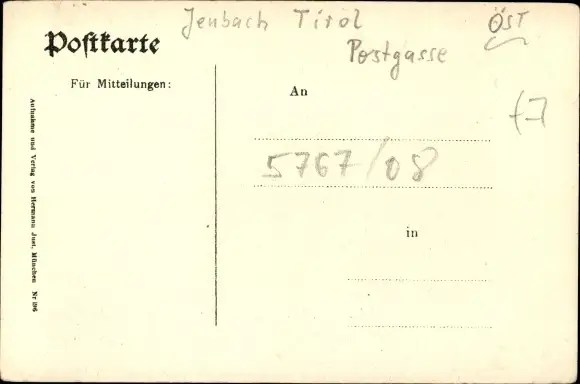 Jenbach Tirol ÖST
Postkarte
Postgasse
Für Mitteilungen:
An
5767/08
in
Aufnahme und Verlag von Hermann Just, München Nr 196